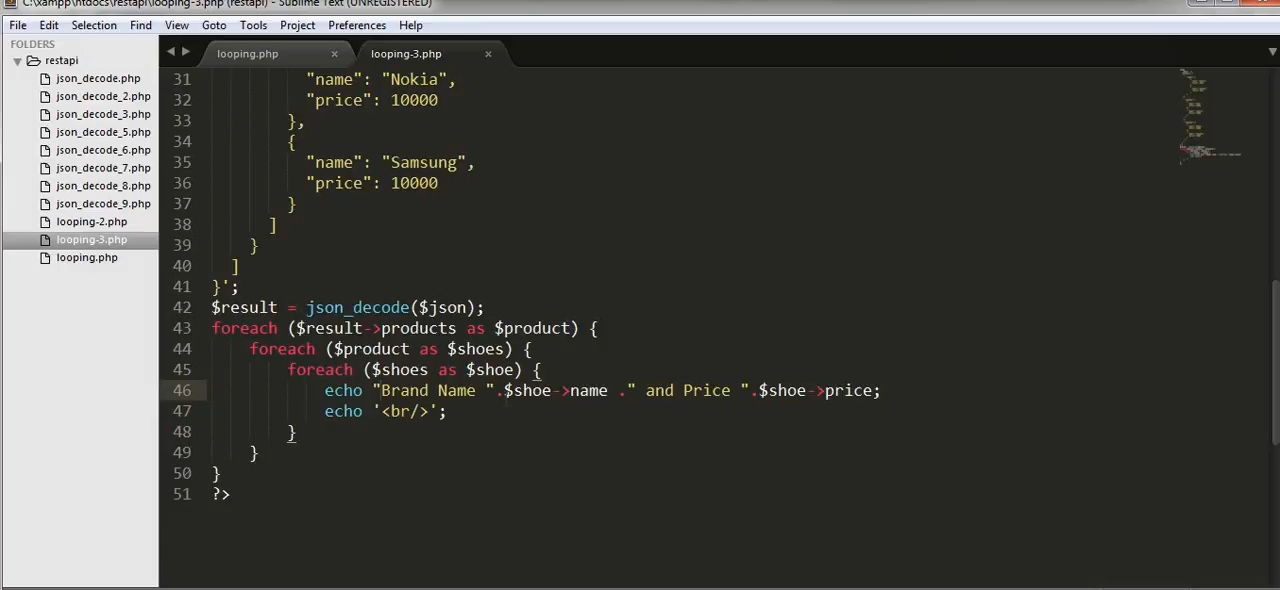 C:\xampp\htdocs\restapi\looping-3.php (restapi) - Sublime Text (UNREGISTERED)
File Edit Selection Find View Goto Tools Project Preferences Help
FOLDERS
restapi
json_decode.php
json_decode_2.php
json_decode_3.php
json_decode_5.php
json_decode_6.php
json_decode_7.php
json_decode_8.php
json_decode_9.php
looping-2.php
looping-3.php
looping.php
looping.php × looping-3.php ×
31 "name": "Nokia",
32 "price": 10000
33 },
34 {
35 "name": "Samsung",
36 "price": 10000
37 }
38 ]
39 }
40 ]
41 }';
42 $result = json_decode($json);
43 foreach ($result->products as $product) {
44 foreach ($product as $shoes) {
45 foreach ($shoes as $shoe) {
46 echo "Brand Name ".$shoe->name ." and Price ".$shoe->price;
47 echo '<br/>';
48 }
49 }
50 }
51 ?>